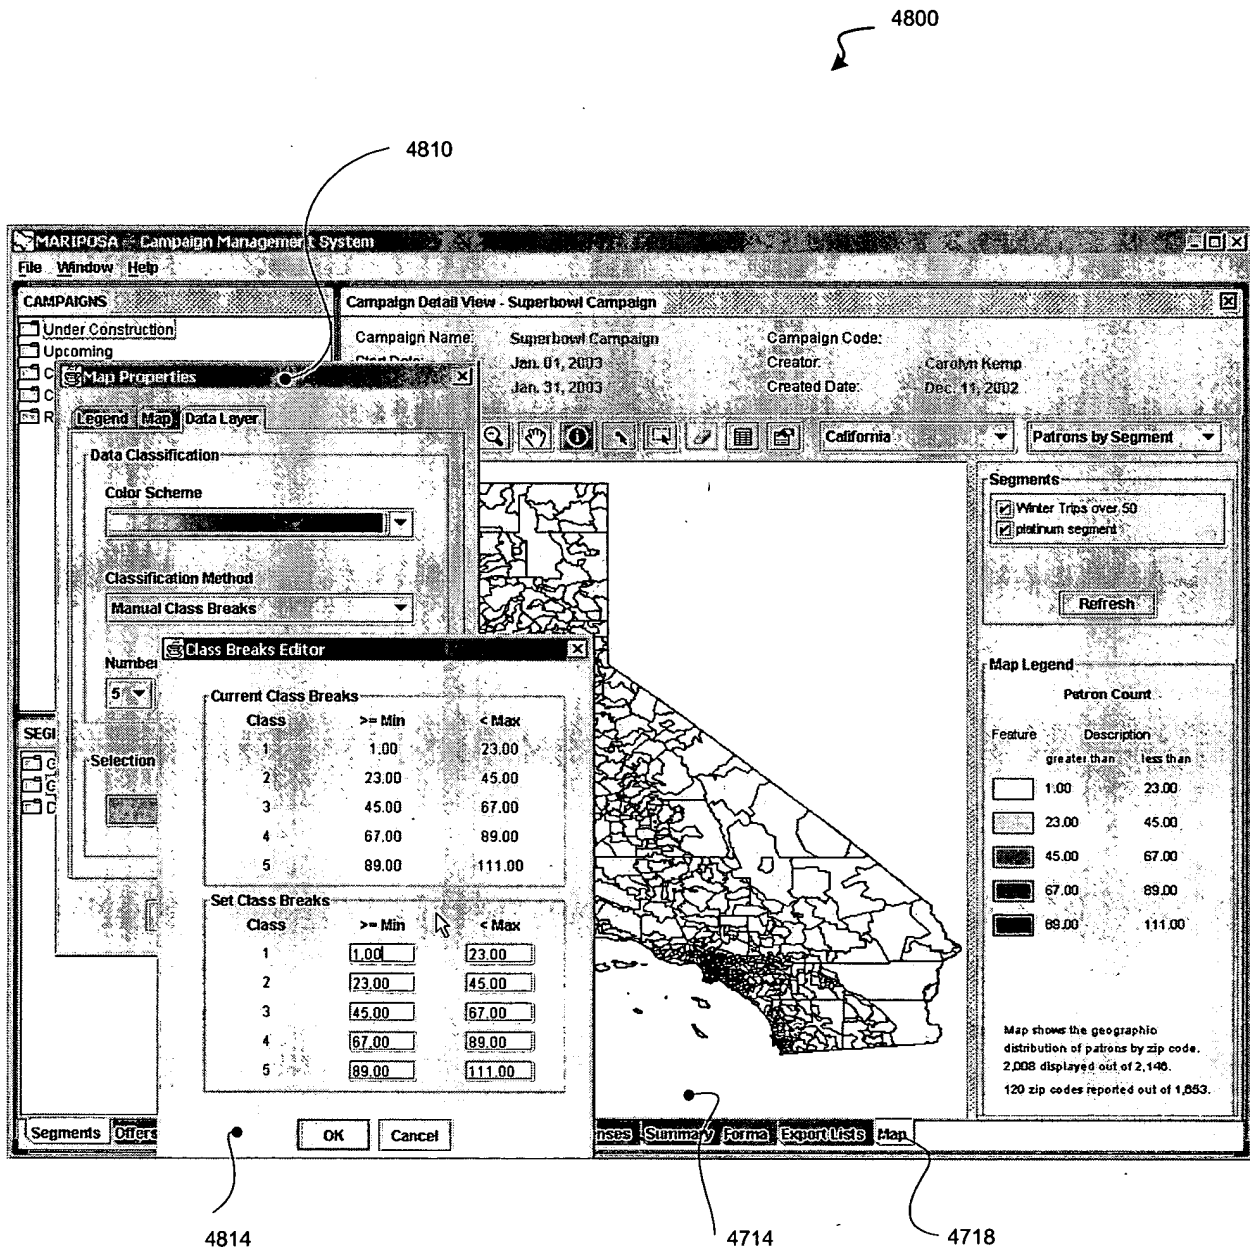 4800
4810
MARIPOSA - Campaign Management System
File Window Help
CAMPAIGNS
Under Construction
Upcoming
C
C
R
Campaign Detail View - Superbowl Campaign
Campaign Name: Superbowl Campaign Campaign Code:
Start Date: Jan. 01, 2003 Creator: Carolyn Kemp
Jan. 31, 2003 Created Date: Dec. 11, 2002
California Patrons by Segment
Map Properties
Legend Map Data Layer
Data Classification
Color Scheme
Classification Method
Manual Class Breaks
Number
5
Selection
SEG
G
G
D
Class Breaks Editor
Current Class Breaks
Class >= Min < Max
1 1.00 23.00
2 23.00 45.00
3 45.00 67.00
4 67.00 89.00
5 89.00 111.00
Set Class Breaks
Class >= Min < Max
1 1.00 23.00
2 23.00 45.00
3 45.00 67.00
4 67.00 89.00
5 89.00 111.00
OK Cancel
Segments
Winter Trips over 50
platinum segment
Refresh
Map Legend
Patron Count
Feature Description
greater than less than
1.00 23.00
23.00 45.00
45.00 67.00
67.00 89.00
89.00 111.00
Map shows the geographic
distribution of patrons by zip code.
2,008 displayed out of 2,146.
120 zip codes reported out of 1,653.
Segments Offers
nses Summary Forma Export Lists Map
4814
4714
4718